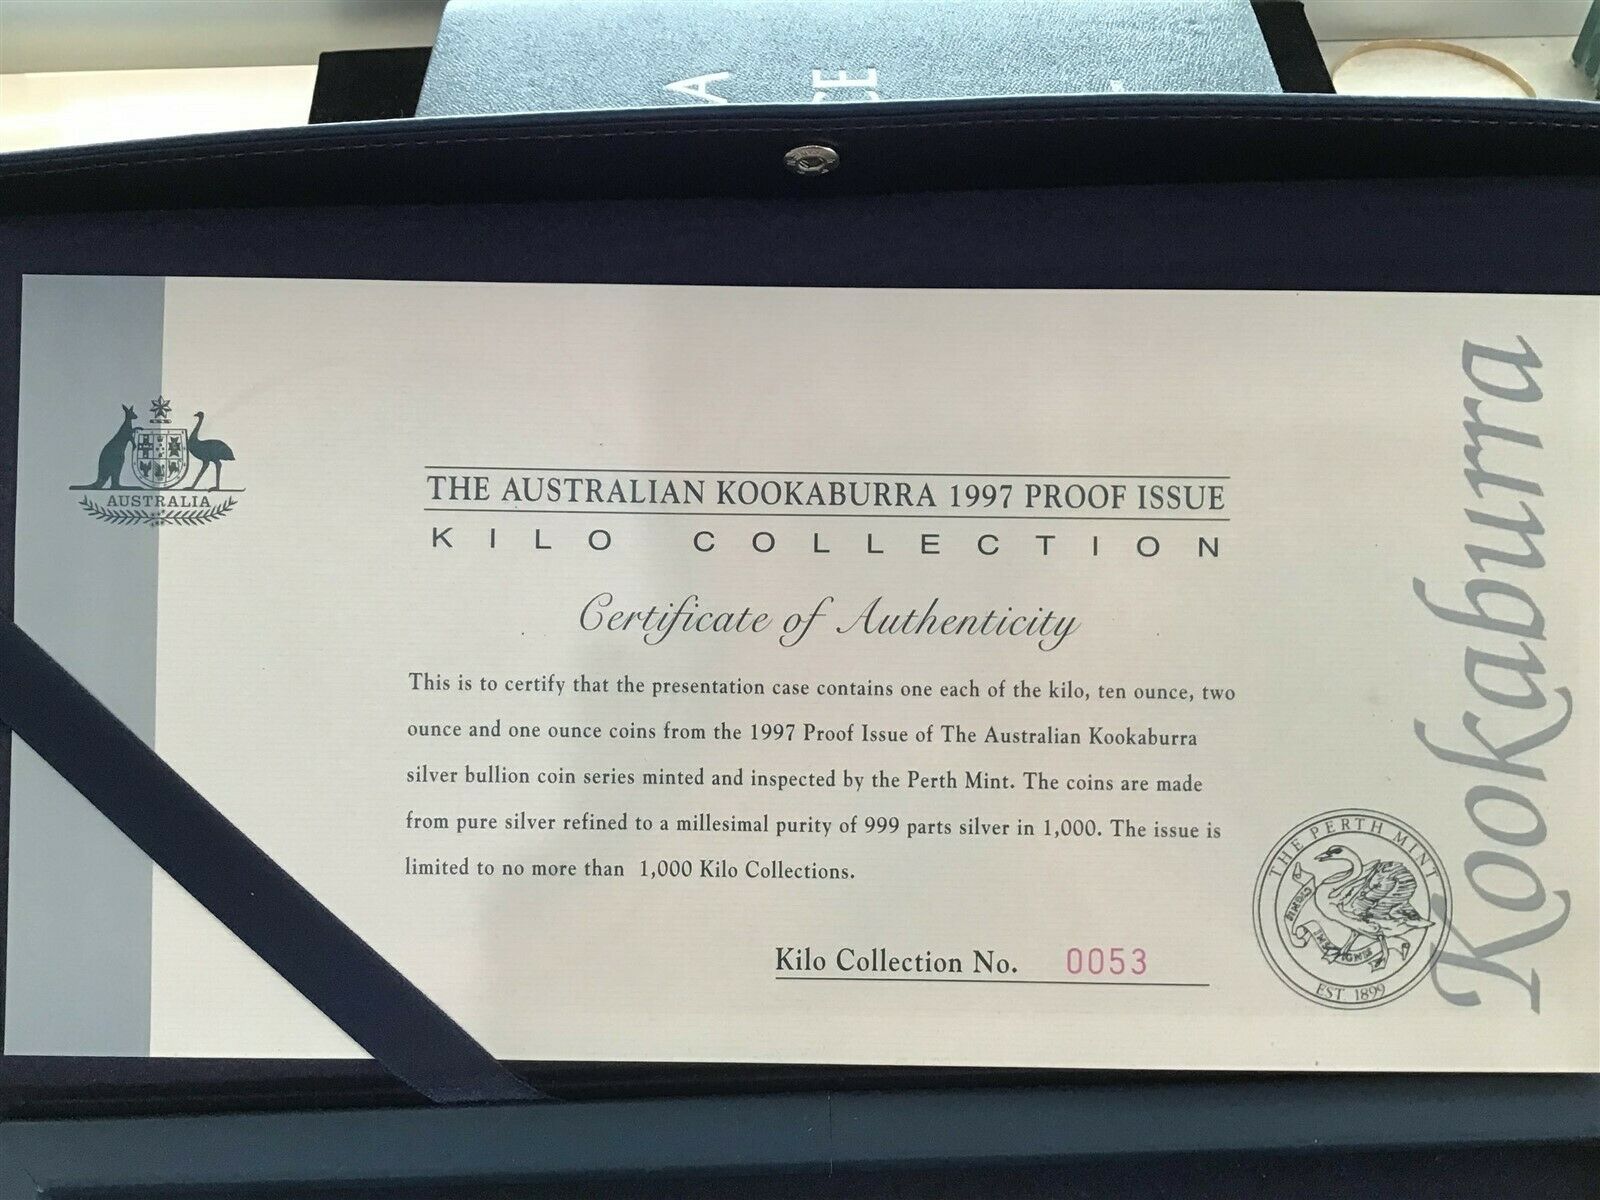 A
CE
AUSTRALIA
THE AUSTRALIAN KOOKABURRA 1997 PROOF ISSUE
KILO COLLECTION
Certificate of Authenticity
This is to certify that the presentation case contains one each of the kilo, ten ounce, two
ounce and one ounce coins from the 1997 Proof Issue of The Australian Kookaburra
silver bullion coin series minted and inspected by the Perth Mint. The coins are made
from pure silver refined to a millesimal purity of 999 parts silver in 1,000. The issue is
limited to no more than 1,000 Kilo Collections.
Kilo Collection No. 0053
THE PERTH MINT
EST. 1899
Kookaburra